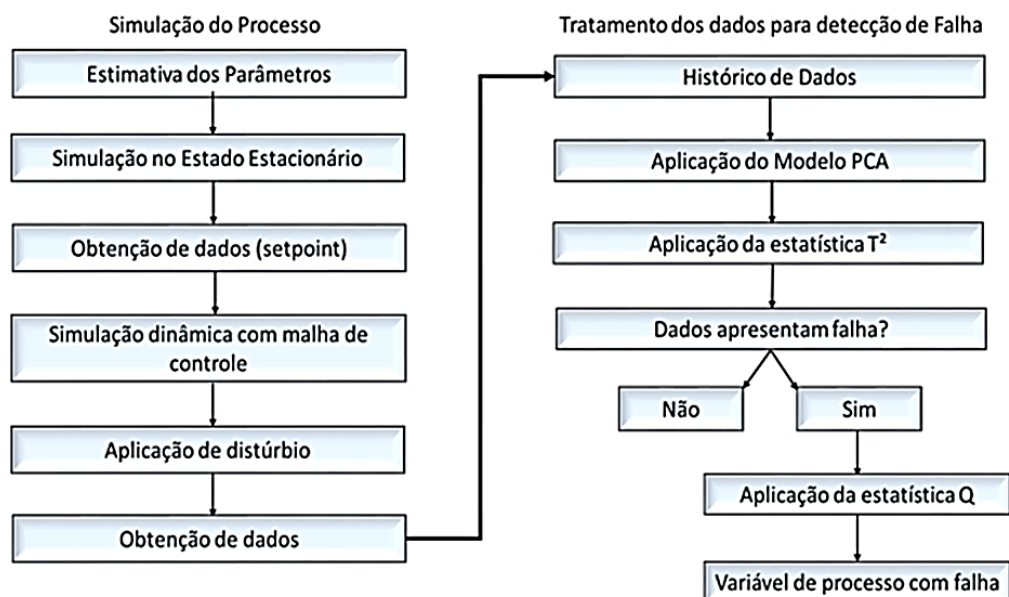 Simulação do Processo
Estimativa dos Parâmetros
Simulação no Estado Estacionário
Obtenção de dados (setpoint)
Simulação dinâmica com malha de
controle
Aplicação de distúrbio
Obtenção de dados
Tratamento dos dados para detecção de Falha
Histórico de Dados
Aplicação do Modelo PCA
Aplicação da estatística T²
Dados apresentam falha?
Não
Sim
Aplicação da estatística Q
Variável de processo com falha